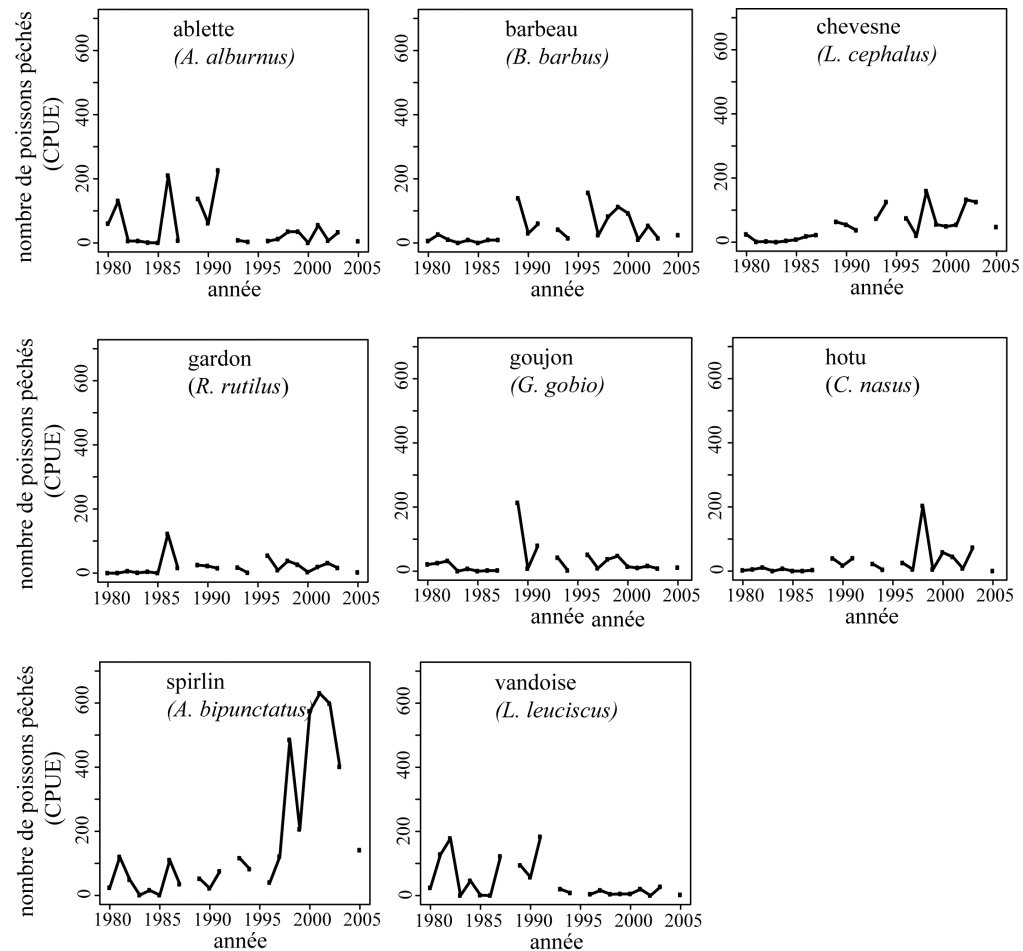 nombre de poissons pêchés
(CPUE)
600
400
200
0
ablette
(A. alburnus)
1980 1985 1990 1995 2000 2005
année
600
400
200
0
barbeau
(B. barbus)
1980 1985 1990 1995 2000 2005
année
600
400
200
0
chevesne
(L. cephalus)
1980 1985 1990 1995 2000 2005
année
nombre de poissons pêchés
(CPUE)
600
400
200
0
gardon
(R. rutilus)
1980 1985 1990 1995 2000 2005
600
400
200
0
goujon
(G. gobio)
1980 1985 1990 1995 2000 2005
année année
600
400
200
0
hotu
(C. nasus)
1980 1985 1990 1995 2000 2005
année
nombre de poissons pêchés
(CPUE)
600
400
200
0
spirlin
(A. bipunctatus)
1980 1985 1990 1995 2000 2005
année
600
400
200
0
vandoise
(L. leuciscus)
1980 1985 1990 1995 2000 2005
année